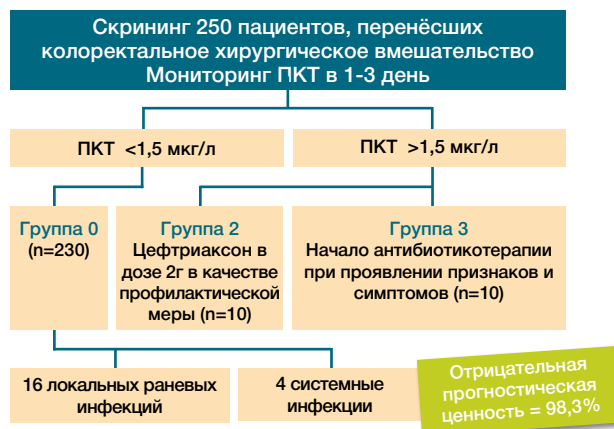 Скрининг 250 пациентов, перенёсших
колоректальное хирургическое вмешательство
Мониторинг ПКТ в 1-3 день
ПКТ <1,5 мкг/л
ПКТ >1,5 мкг/л
Группа 0
(n=230)
Группа 2
Цефтриаксон в
дозе 2г в качестве
профилактической
меры (n=10)
Группа 3
Начало антибиотикотерапии
при проявлении признаков и
симптомов (n=10)
16 локальных раневых
инфекций
4 системные
инфекции
Отрицательная
прогностическая
ценность = 98,3%